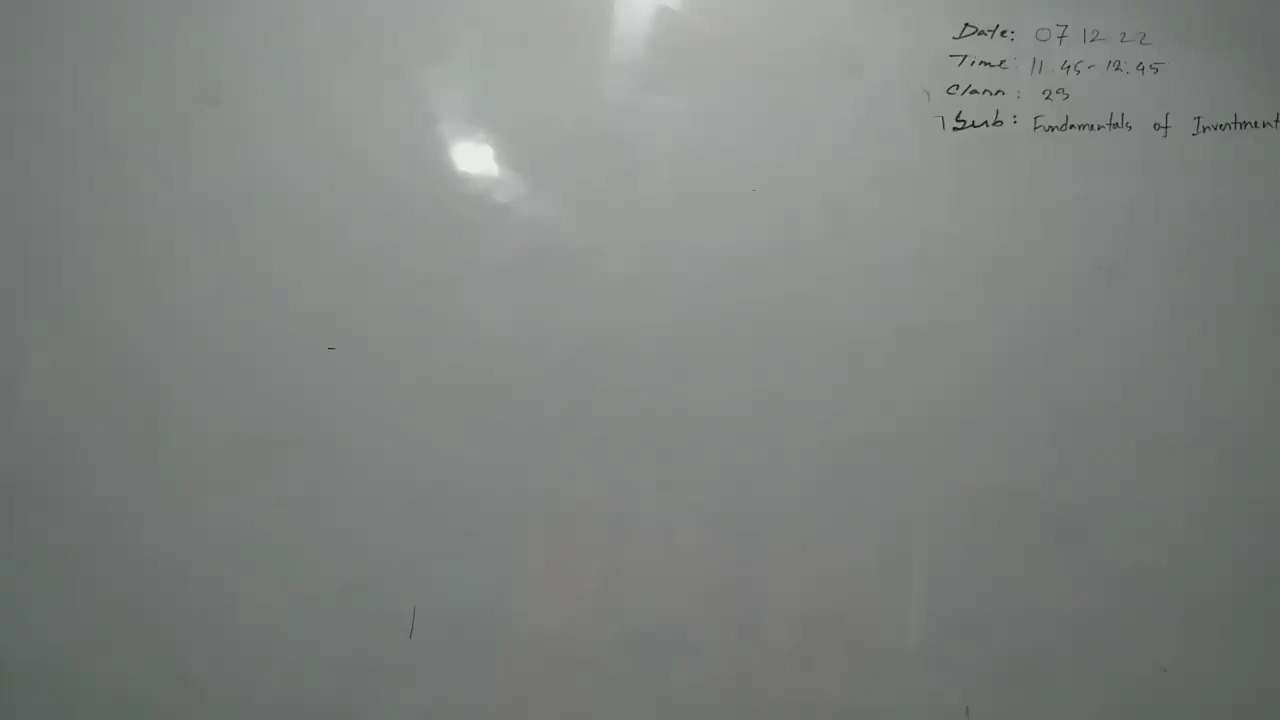 Date: 07 12 22
Time: 11.45 - 12.45
Class: 23
Sub: Fundamentals of Investment